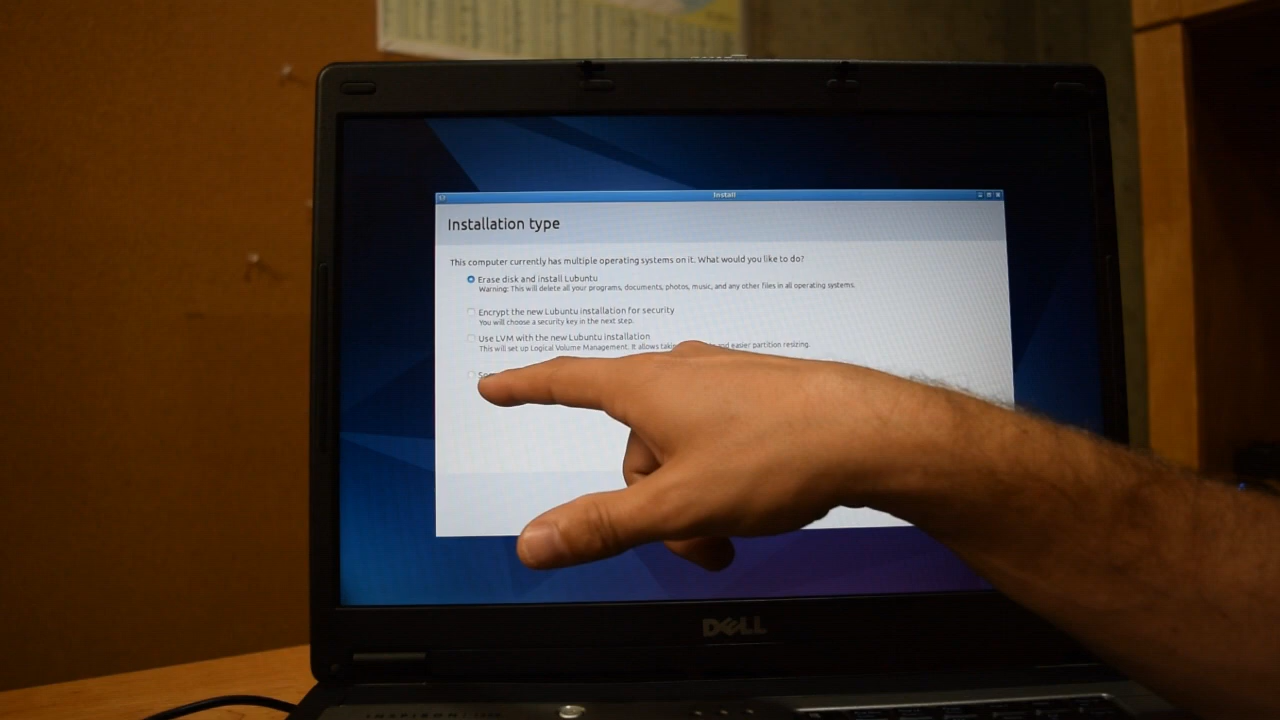 Install
Installation type
This computer currently has multiple operating systems on it. What would you like to do?
Erase disk and install Lubuntu
Warning: This will delete all your programs, documents, photos, music, and any other files in all operating systems.
Encrypt the new Lubuntu installation for security
You will choose a security key in the next step.
Use LVM with the new Lubuntu installation
This will set up Logical Volume Management. It allows and easier partition resizing.
DELL
INSPIRON